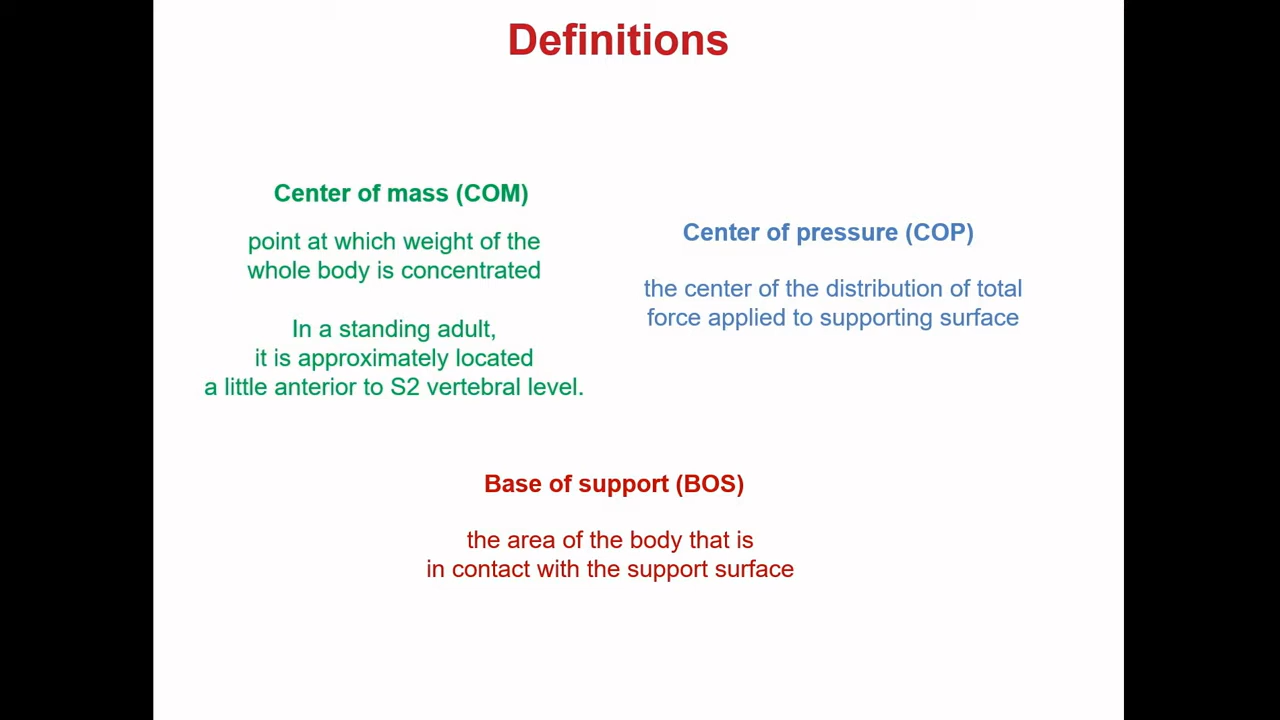 Definitions
Center of mass (COM)
point at which weight of the
whole body is concentrated
In a standing adult,
it is approximately located
a little anterior to S2 vertebral level.
Center of pressure (COP)
the center of the distribution of total
force applied to supporting surface
Base of support (BOS)
the area of the body that is
in contact with the support surface